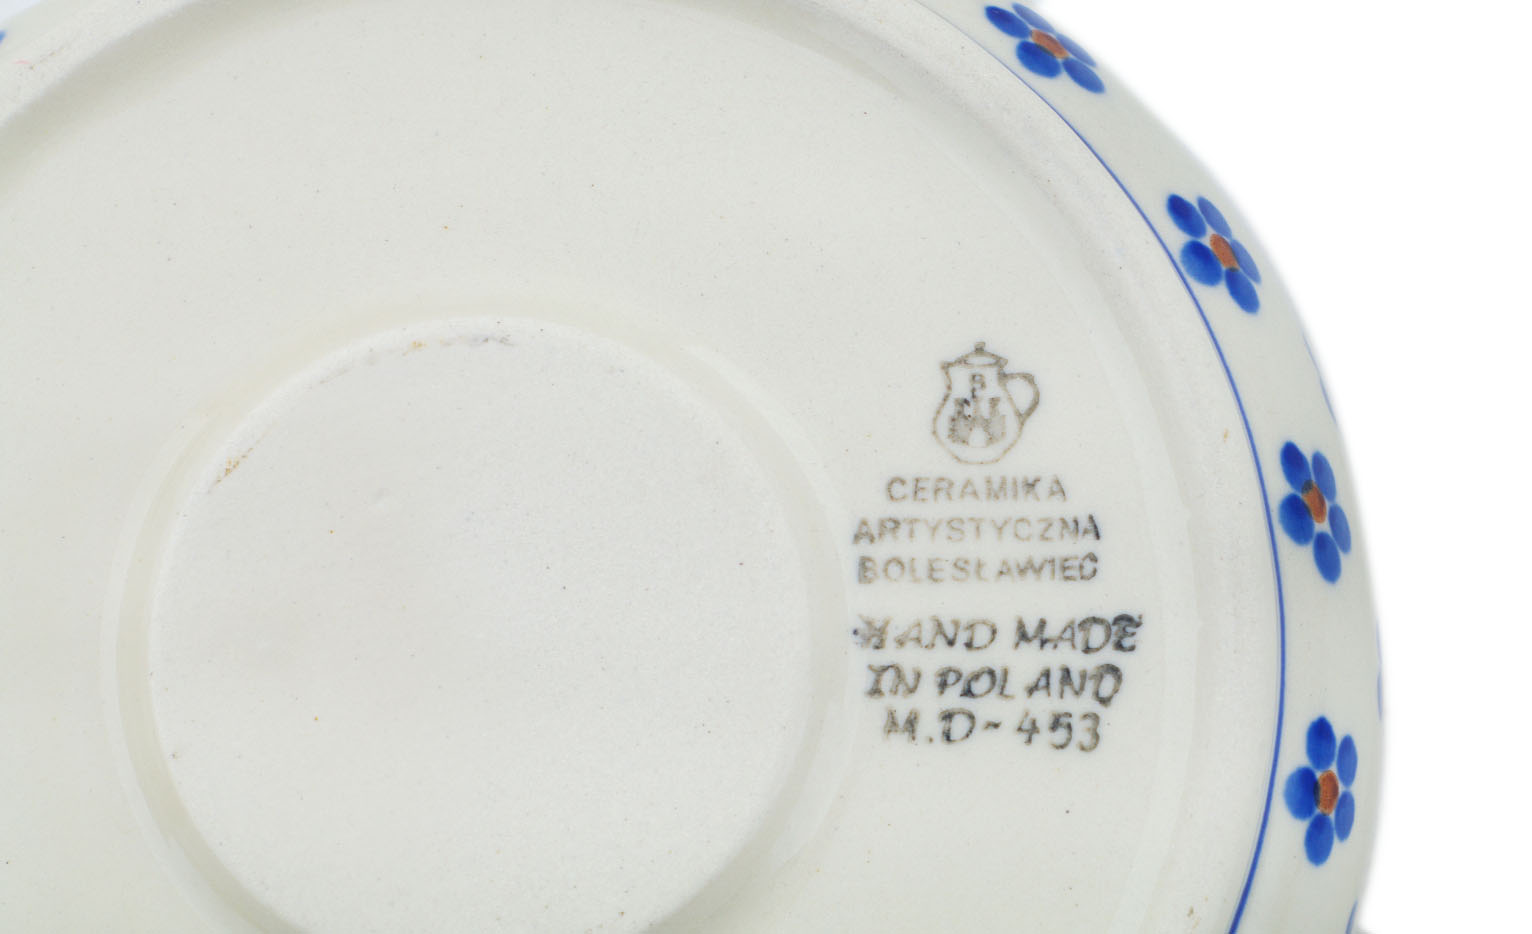 B
CERAMIKA
ARTYSTYCZNA
BOLESŁAWIEC
HAND MADE
IN POLAND
M.D-453